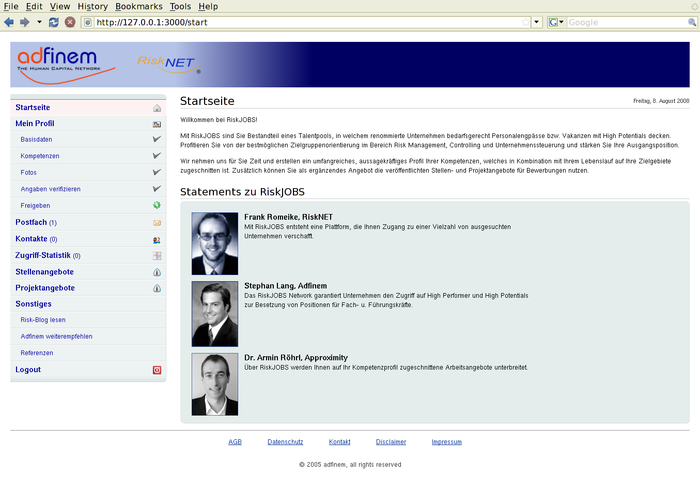 File Edit View History Bookmarks Tools Help
http://127.0.0.1:3000/start
Google
adfinem
THE HUMAN CAPITAL NETWORK
RiskNET
Startseite
Mein Profil
Basisdaten
Kompetenzen
Fotos
Angaben verifizieren
Freigeben
Postfach (1)
Kontakte (0)
Zugriff-Statistik (0)
Stellenangebote
Projektangebote
Sonstiges
Risk-Blog lesen
Adfinem weiterempfehlen
Referenzen
Logout
Startseite
Freitag, 8. August 2008
Willkommen bei RiskJOBS!
Mit RiskJOBS sind Sie Bestandteil eines Talentpools, in welchem renommierte Unternehmen bedarfsgerecht Personalengpässe bzw. Vakanzen mit High Potentials decken.
Profitieren Sie von der bestmöglichen Zielgruppenorientierung im Bereich Risk Management, Controlling und Unternehmenssteuerung und stärken Sie Ihre Ausgangsposition.
Wir nehmen uns für Sie Zeit und erstellen ein umfangreiches, aussagekräftiges Profil Ihrer Kompetenzen, welches in Kombination mit Ihrem Lebenslauf auf Ihre Zielgebiete
zugeschnitten ist. Zusätzlich können Sie als ergänzendes Angebot die veröffentlichten Stellen- und Projektangebote für Bewerbungen nutzen.
Statements zu RiskJOBS
Frank Romeike, RiskNET
Mit RiskJOBS entsteht eine Plattform, die Ihnen Zugang zu einer Vielzahl von ausgesuchten
Unternehmen verschafft.
Stephan Lang, Adfinem
Das RiskJOBS Network garantiert Unternehmen den Zugriff auf High Performer und High Potentials
zur Besetzung von Positionen für Fach- u. Führungskräfte.
Dr. Armin Röhrl, Approximity
Über RiskJOBS werden Ihnen auf Ihr Kompetenzprofil zugeschnittene Arbeitsangebote unterbreitet.
AGB Datenschutz Kontakt Disclaimer Impressum
© 2005 adfinem, all rights reserved